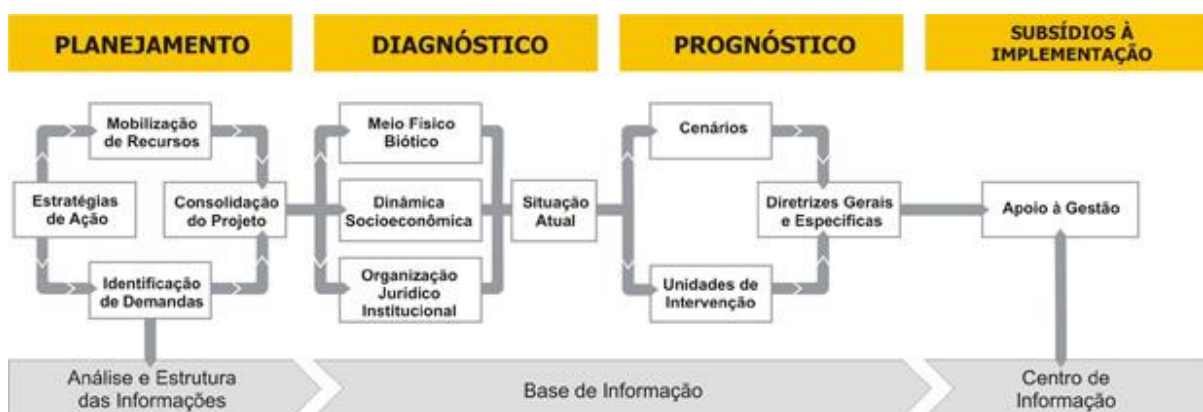 PLANEJAMENTO
DIAGNÓSTICO
PROGNÓSTICO
SUBSÍDIOS À
IMPLEMENTAÇÃO
Mobilização
de Recursos
Estratégias
de Ação
Consolidação
do Projeto
Identificação
de Demandas
Meio Físico
Biótico
Dinâmica
Socioeconômica
Organização
Jurídico
Institucional
Situação
Atual
Cenários
Unidades de
Intervenção
Diretrizes Gerais
e Específicas
Apoio à Gestão
Análise e Estrutura
das Informações
Base de Informação
Centro de
Informação